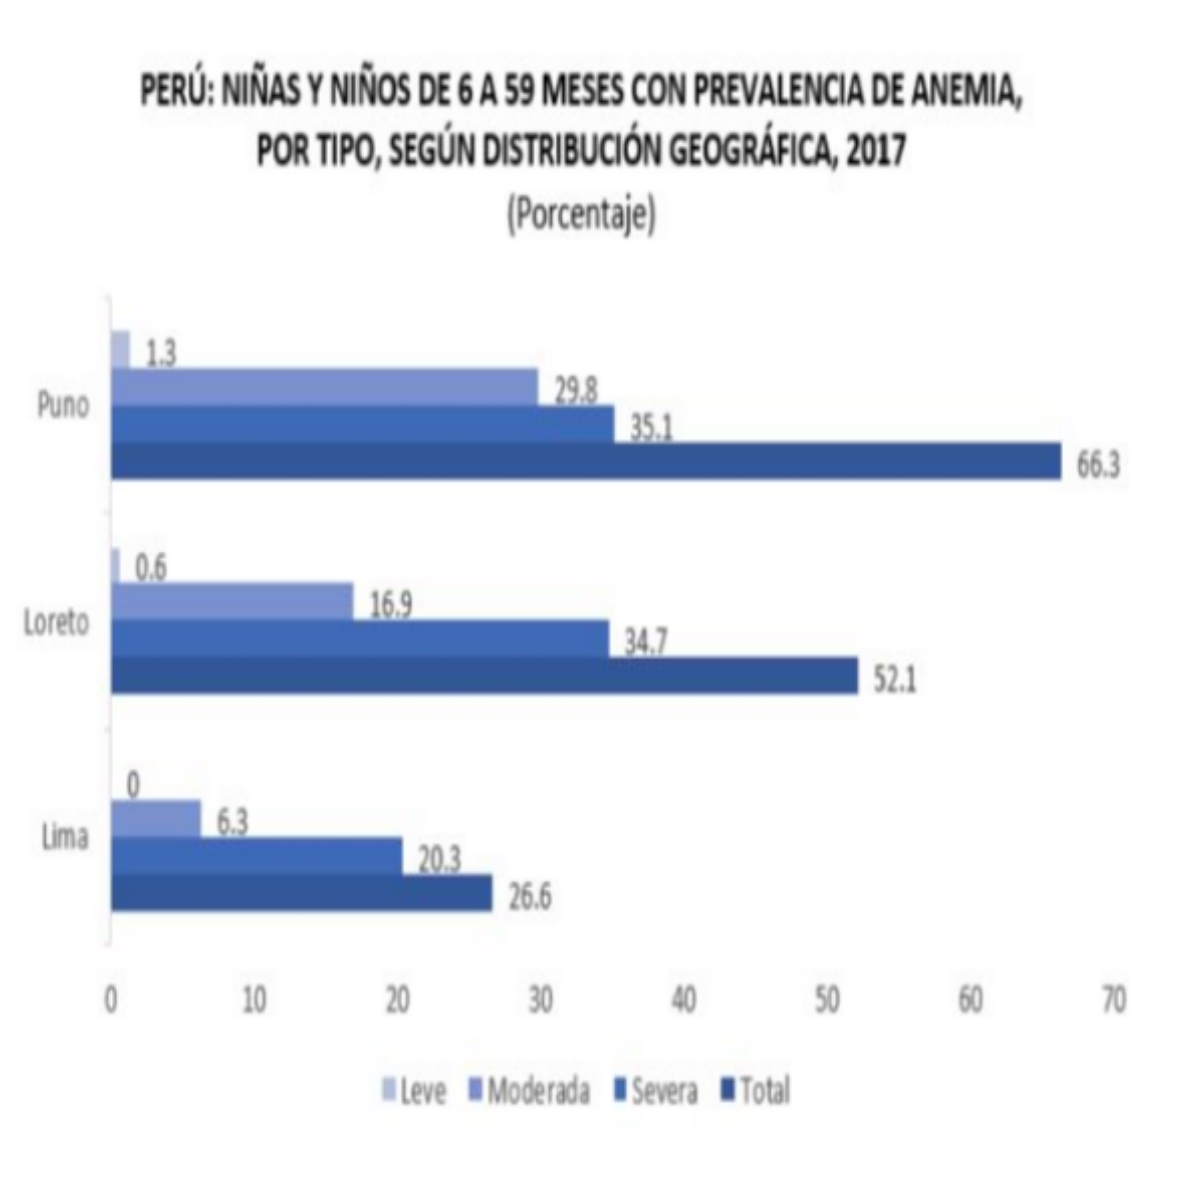 PERÚ: NIÑAS Y NIÑOS DE 6 A 59 MESES CON PREVALENCIA DE ANEMIA,
POR TIPO, SEGÚN DISTRIBUCIÓN GEOGRÁFICA, 2017
(Porcentaje)
1.3
Puno
29.8
35.1
66.3
0.6
Loreto
16.9
34.7
52.1
0
Lima
6.3
20.3
26.6
0 10 20 30 40 50 60 70
Leve Moderada Severa Total